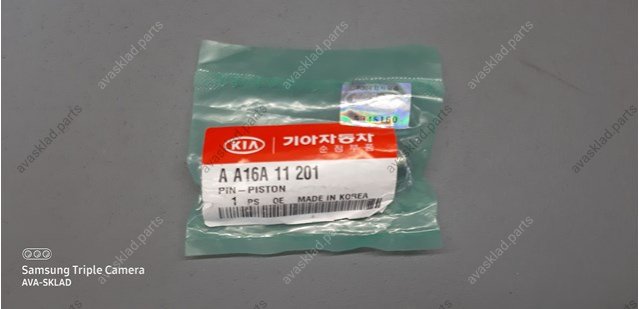 KIA 기아자동차
순정부품
A A16A 11 201
PIN-PISTON
1 PS OE MADE IN KOREA
Samsung Triple Camera
AVA-SKLAD
avasklad.parts